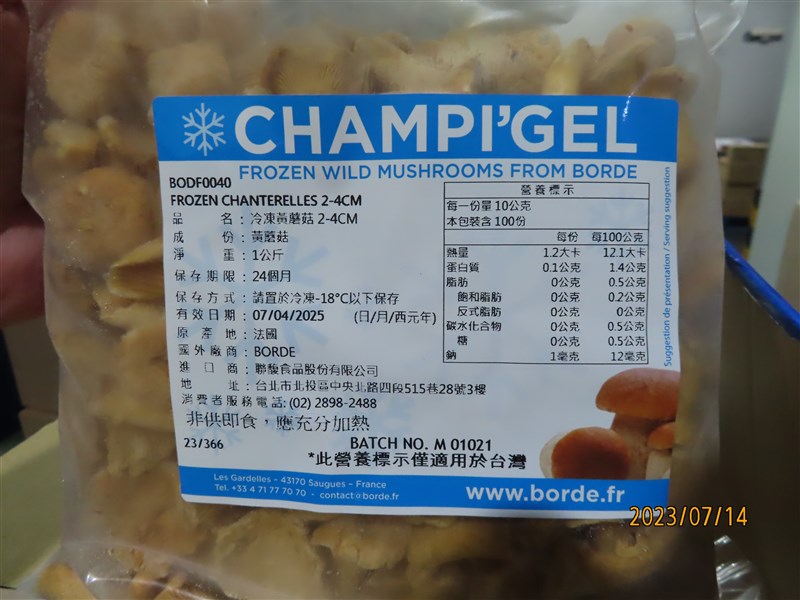 CHAMPI'GEL
FROZEN WILD MUSHROOMS FROM BORDE
BODF0040
FROZEN CHANTERELLES 2-4CM
品名：冷凍黃蘑菇 2-4CM
成份：黃蘑菇
淨重：1公斤
保存期限：24個月
保存方式：請置於冷凍-18°C以下保存
有效日期：07/04/2025 (日/月/西元年)
原產地：法國
國外廠商：BORDE
進口商：聯馥食品股份有限公司
地址：台北市北投區中央北路四段515巷28號3樓
消費者服務電話: (02) 2898-2488
非供即食，應充分加熱
23/366
BATCH NO. M 01021
*此營養標示僅適用於台灣
營養標示
每一份量 10公克
本包裝含 100份
每份 每100公克
熱量 1.2大卡 12.1大卡
蛋白質 0.1公克 1.4公克
脂肪 0公克 0.5公克
飽和脂肪 0公克 0.2公克
反式脂肪 0公克 0公克
碳水化合物 0公克 0.5公克
糖 0公克 0.5公克
鈉 1毫克 12毫克
Suggestion de présentation / Serving suggestion
Les Gardelles - 43170 Saugues - France
Tel. +33 4 71 77 70 70 - contact@borde.fr
www.borde.fr
2023/07/14